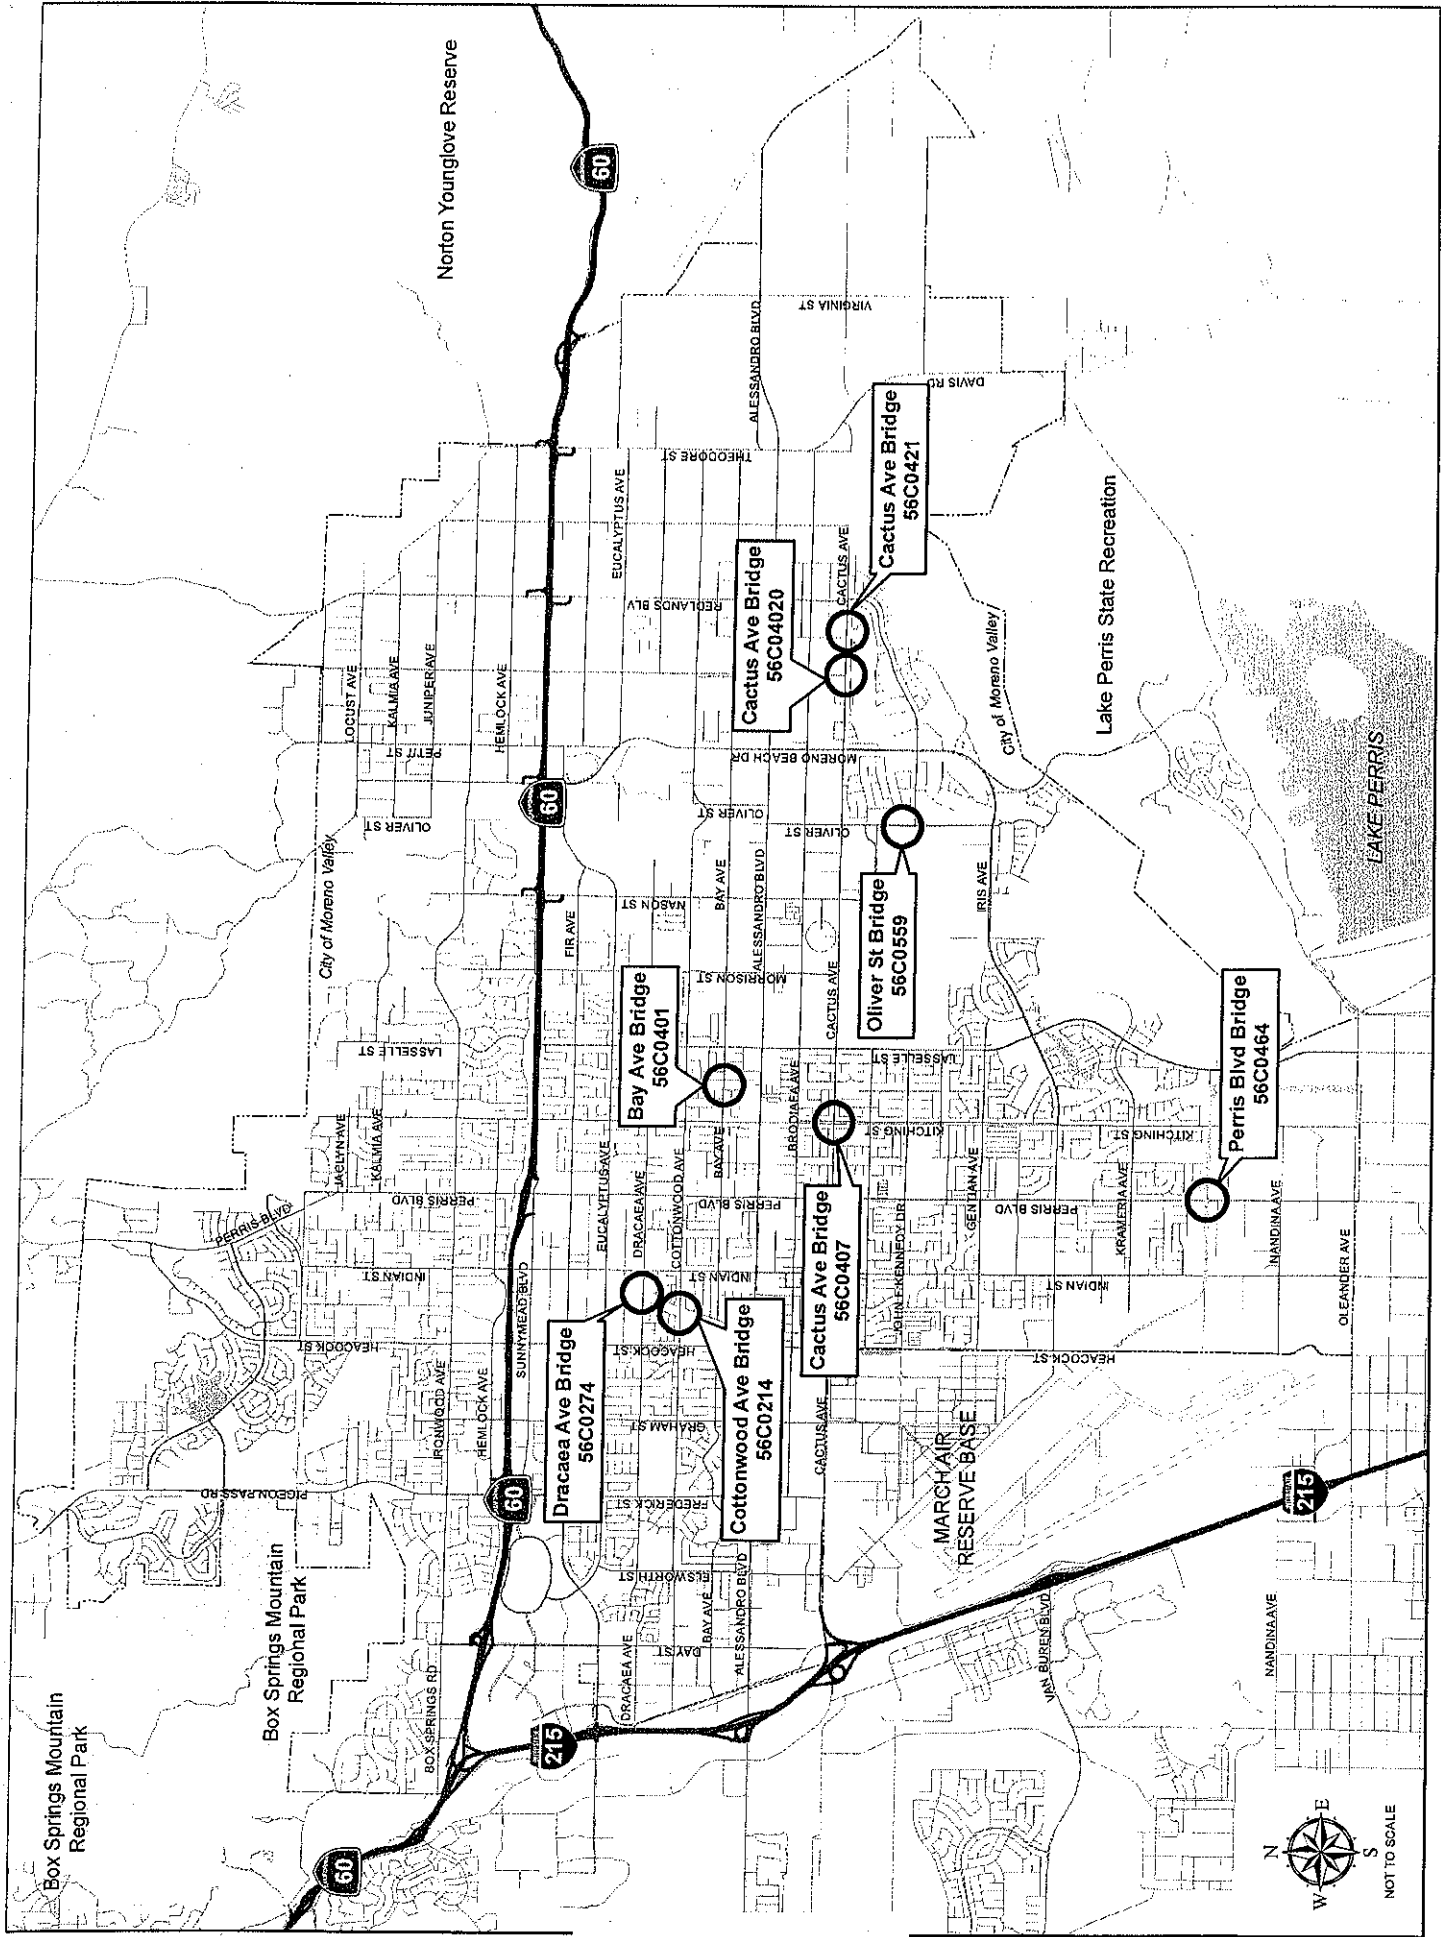 Box Springs Mountain
Regional Park
Box Springs Mountain
Regional Park
Norton Younglove Reserve
City of Moreno Valley
60
60
60
60
215
215
PIGEON PASS RD
HEACOCK ST
INDIAN ST
PERRIS BLVD
PERRIS BLVD
JACLYN AVE
KALMIA AVE
LASSELLE ST
OLIVER ST
PETIT ST
LOCUST AVE
KALMIA AVE
JUNIPER AVE
HEMLOCK AVE
BOX SPRINGS RD
IRONWOOD AVE
HEMLOCK AVE
SUNNYMEAD BLVD
EUCALYPTUS AVE
FIR AVE
EUCALYPTUS AVE
REDLANDS BLV
THEODORE ST
Dracaea Ave Bridge
56C0274
Bay Ave Bridge
56C0401
DRACAEA AVE
DAY ST
BAY AVE
ALESSANDRO BLVD
ELSWORTH ST
FREDERICK ST
GRAHAM ST
HEACOCK ST
INDIAN ST
DRACAEA AVE
COTTONWOOD AVE
PERRIS BLVD
BAY AVE
MORRISON ST
NASON ST
BAY AVE
ALESSANDRO BLVD
OLIVER ST
OLIVER ST
MORENO BEACH DR
ALESSANDRO BLVD
VIRGINIA ST
DAVIS RD
Cottonwood Ave Bridge
56C0214
Cactus Ave Bridge
56C04020
Cactus Ave Bridge
56C0421
CACTUS AVE
CACTUS AVE
BRODIAEA AVE
CACTUS AVE
Cactus Ave Bridge
56C0407
Oliver St Bridge
56C0559
KITCHING ST
LASSELLE ST
JOHN F KENNEDY DR
GENTIAN AVE
IRIS AVE
City of Moreno Valley
MARCH AIR
RESERVE BASE
HEACOCK ST
INDIAN ST
PERRIS BLVD
KRAMERIA AVE
KITCHING ST
Lake Perris State Recreation
VAN BUREN BLVD
Perris Blvd Bridge
56C0464
NANDINA AVE
NANDINA AVE
OLEANDER AVE
LAKE PERRIS
N
W
E
S
NOT TO SCALE